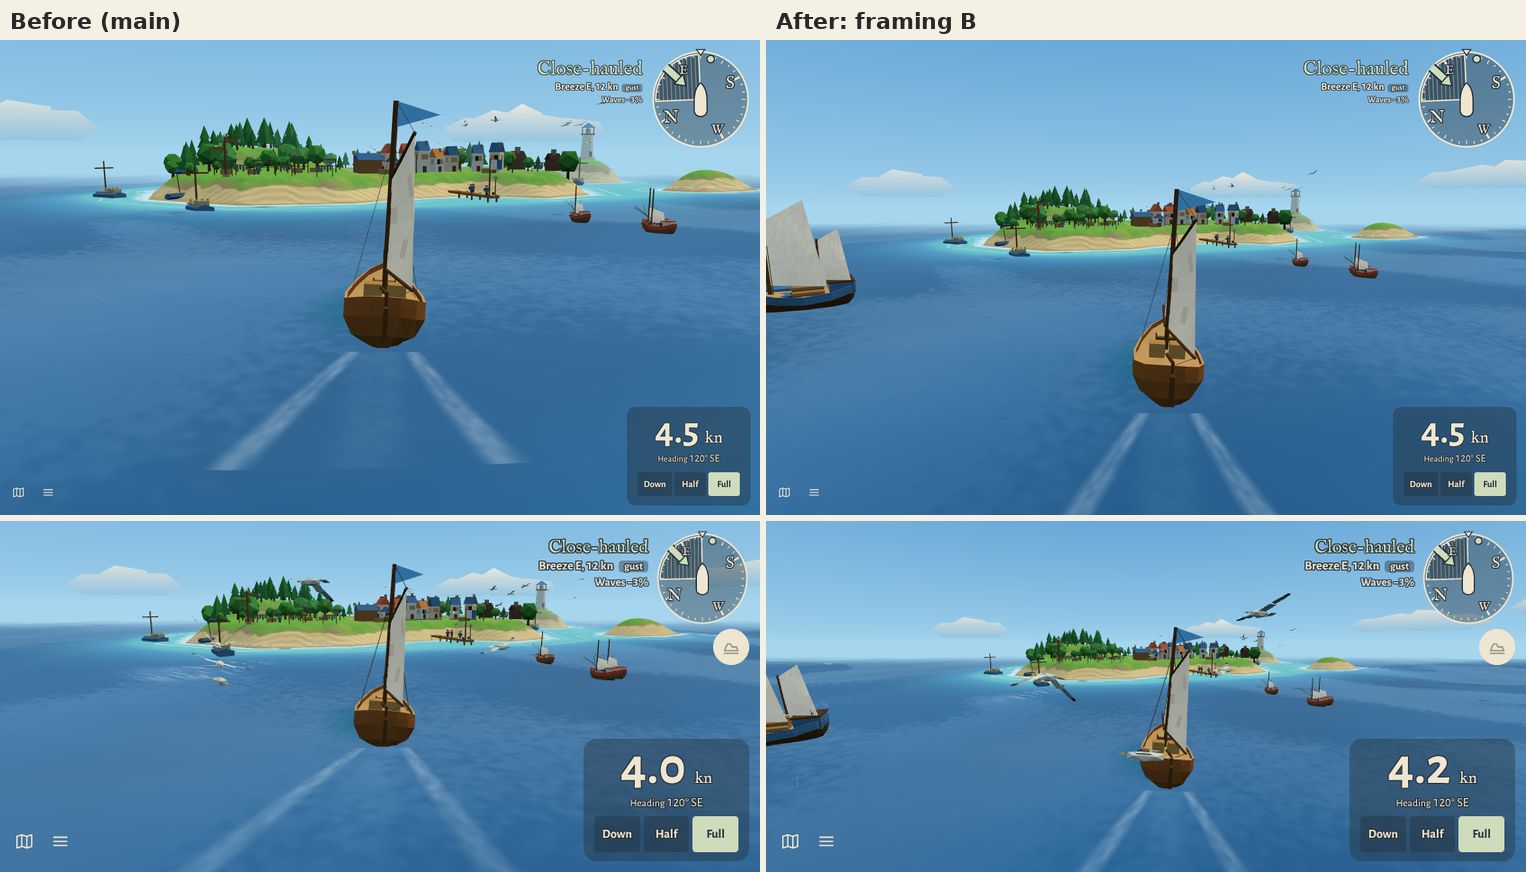 Before (main)
After: framing B
Close-hauled
Breeze E, 12 kn gust
Waves -3%
E
S
N
W
4.5 kn
Heading 120° SE
Down Half Full
Close-hauled
Breeze E, 12 kn gust
Waves -3%
E
S
N
W
4.5 kn
Heading 120° SE
Down Half Full
Close-hauled
Breeze E, 12 kn gust
Waves -3%
E
S
N
W
4.0 kn
Heading 120° SE
Down Half Full
Close-hauled
Breeze E, 12 kn gust
Waves -3%
E
S
N
W
4.2 kn
Heading 120° SE
Down Half Full